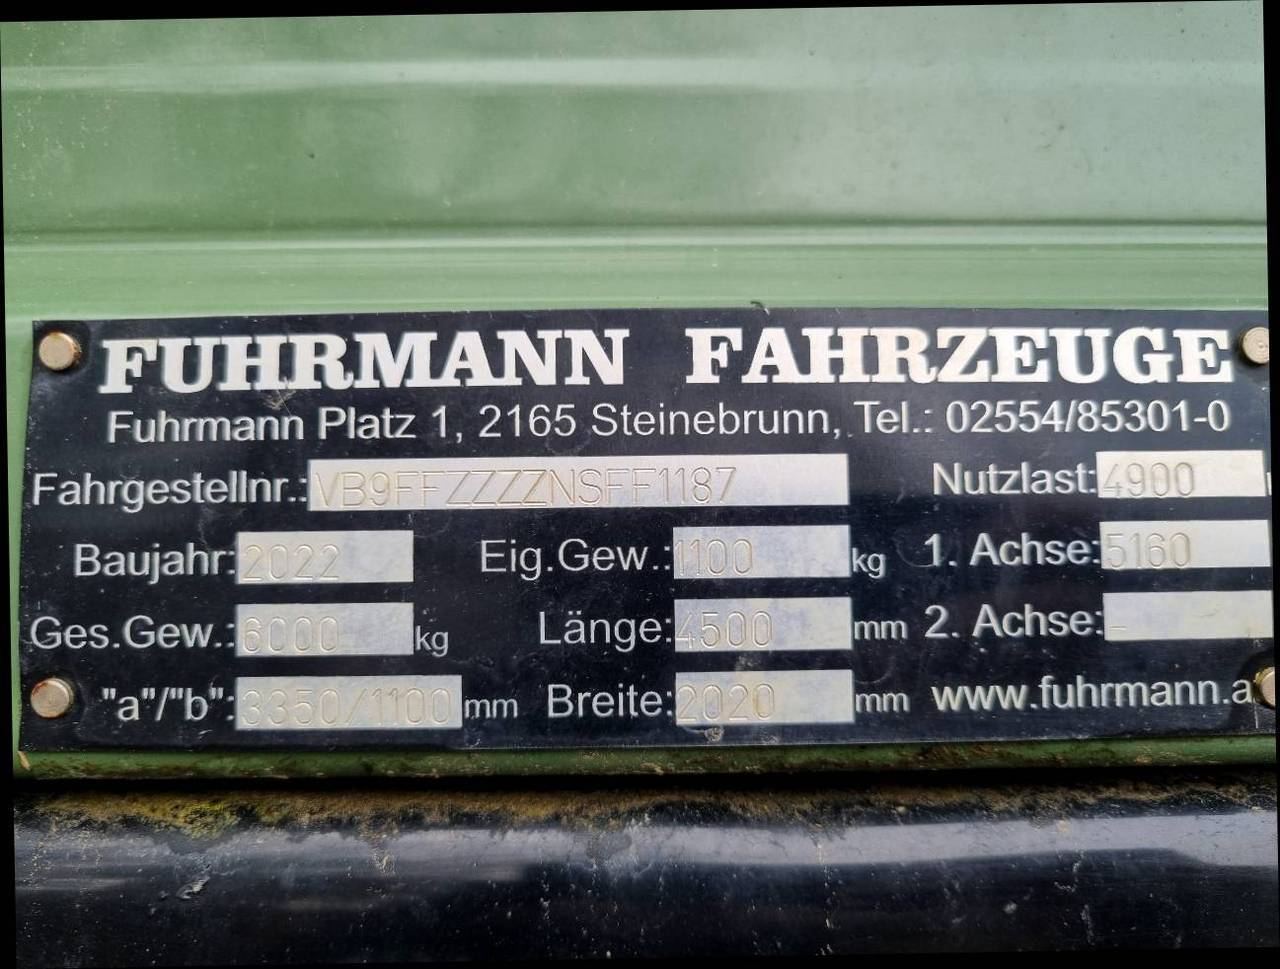 FUHRMANN FAHRZEUGE
Fuhrmann Platz 1, 2165 Steinebrunn, Tel.: 02554/85301-0
Fahrgestellnr.: VB9FFZZZZNSFF1187 Nutzlast: 4900
Baujahr: 2022 Eig.Gew.: 1100 kg 1. Achse: 5160
Ges.Gew.: 6000 kg Länge: 4500 mm 2. Achse: -
"a"/"b": 3350/1100 mm Breite: 2020 mm www.fuhrmann.a